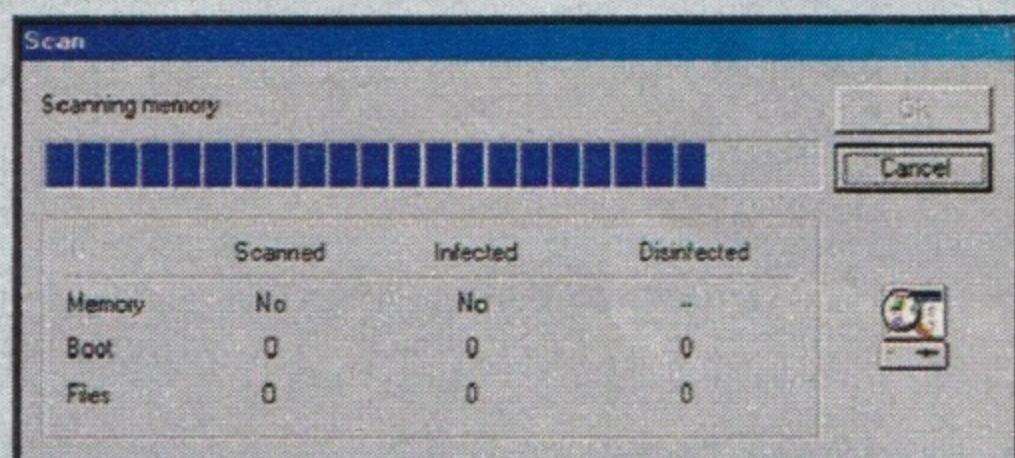 Scan
Scanning memory
Ok
Cancel
Scanned Infected Disinfected
Memory No No --
Boot 0 0 0
Files 0 0 0